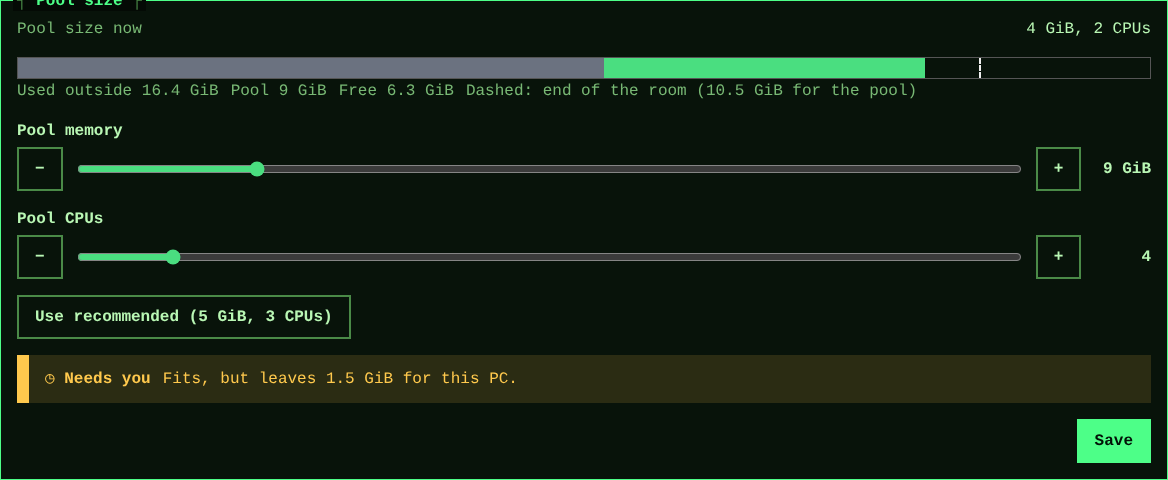 Pool size
Pool size now 4 GiB, 2 CPUs
Used outside 16.4 GiB Pool 9 GiB Free 6.3 GiB Dashed: end of the room (10.5 GiB for the pool)
Pool memory
− + 9 GiB
Pool CPUs
− + 4
Use recommended (5 GiB, 3 CPUs)
◷ Needs you Fits, but leaves 1.5 GiB for this PC.
Save